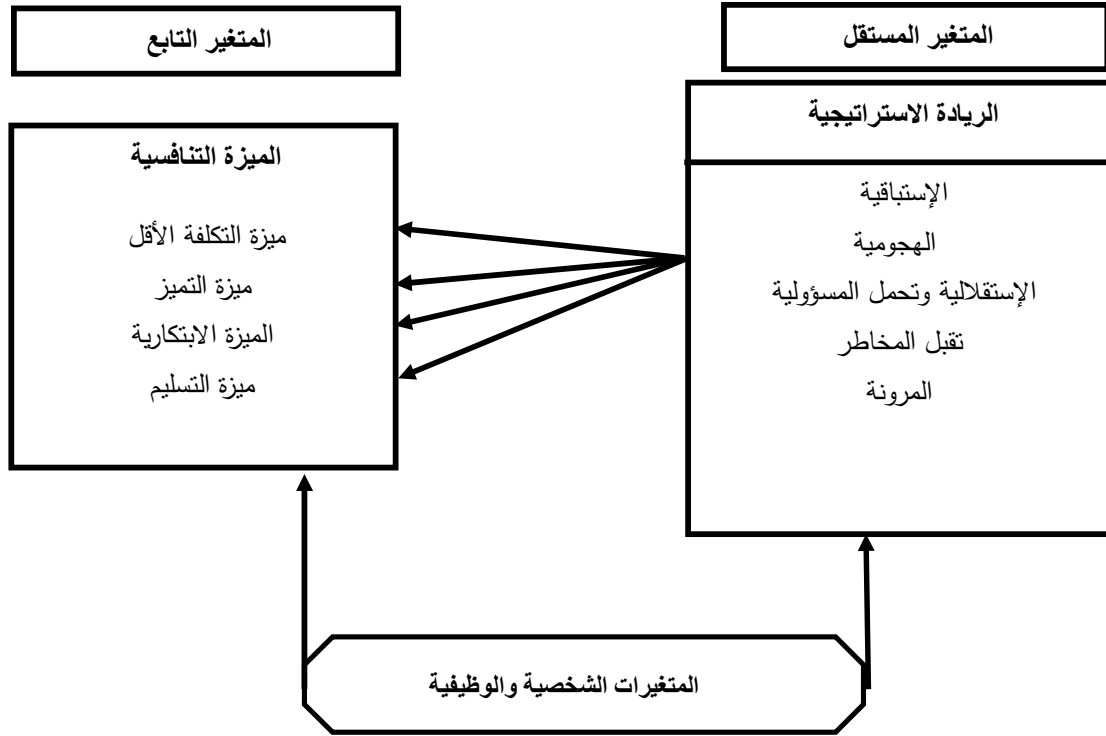 المتغير المستقل
المتغير التابع
الريادة الاستراتيجية
الإستباقية
الهجومية
الإستقلالية وتحمل المسؤولية
تقبل المخاطر
المرونة
الميزة التنافسية
ميزة التكلفة الأقل
ميزة التميز
الميزة الابتكارية
ميزة التسليم
المتغيرات الشخصية والوظيفية